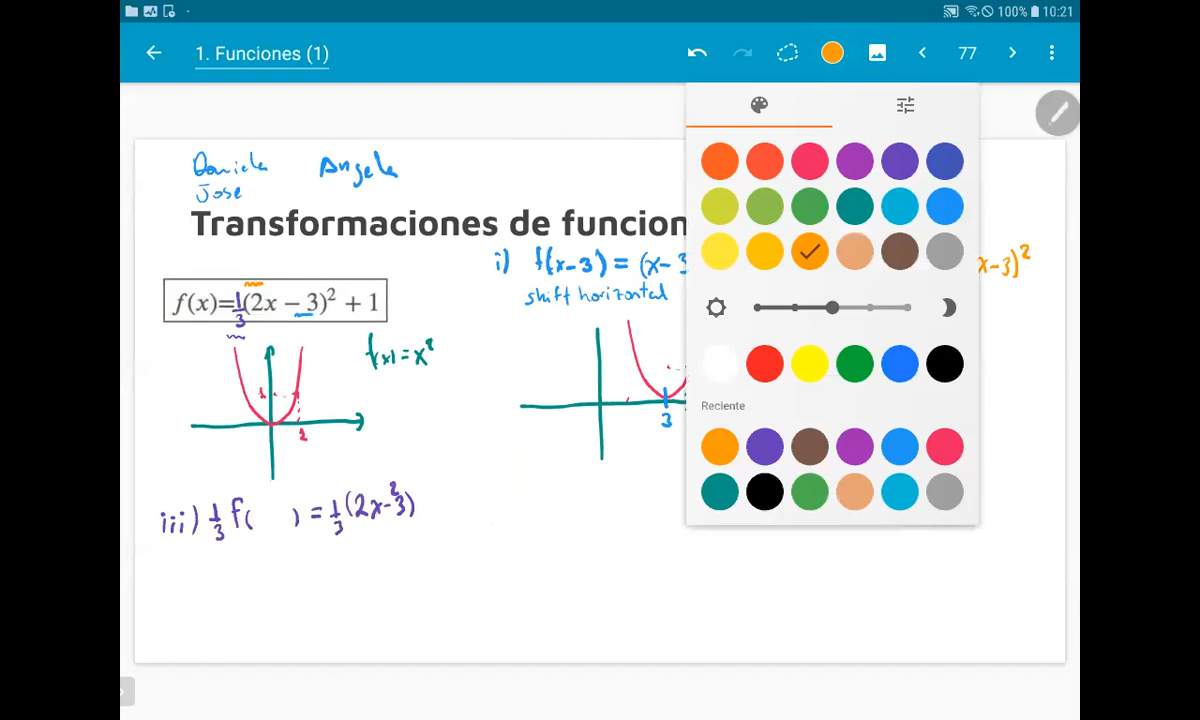 100% 10:21
1. Funciones (1) 77
Daniela Angela
Jose
Transformaciones de funcion
i) f(x-3) = (x-3 x-3)²
shift horizontal
f(x)=1/3(2x − 3)² + 1
f(x) = x²
1
2
3
iii) 1/3 f( ) = 1/3 (2x-3)²
Reciente